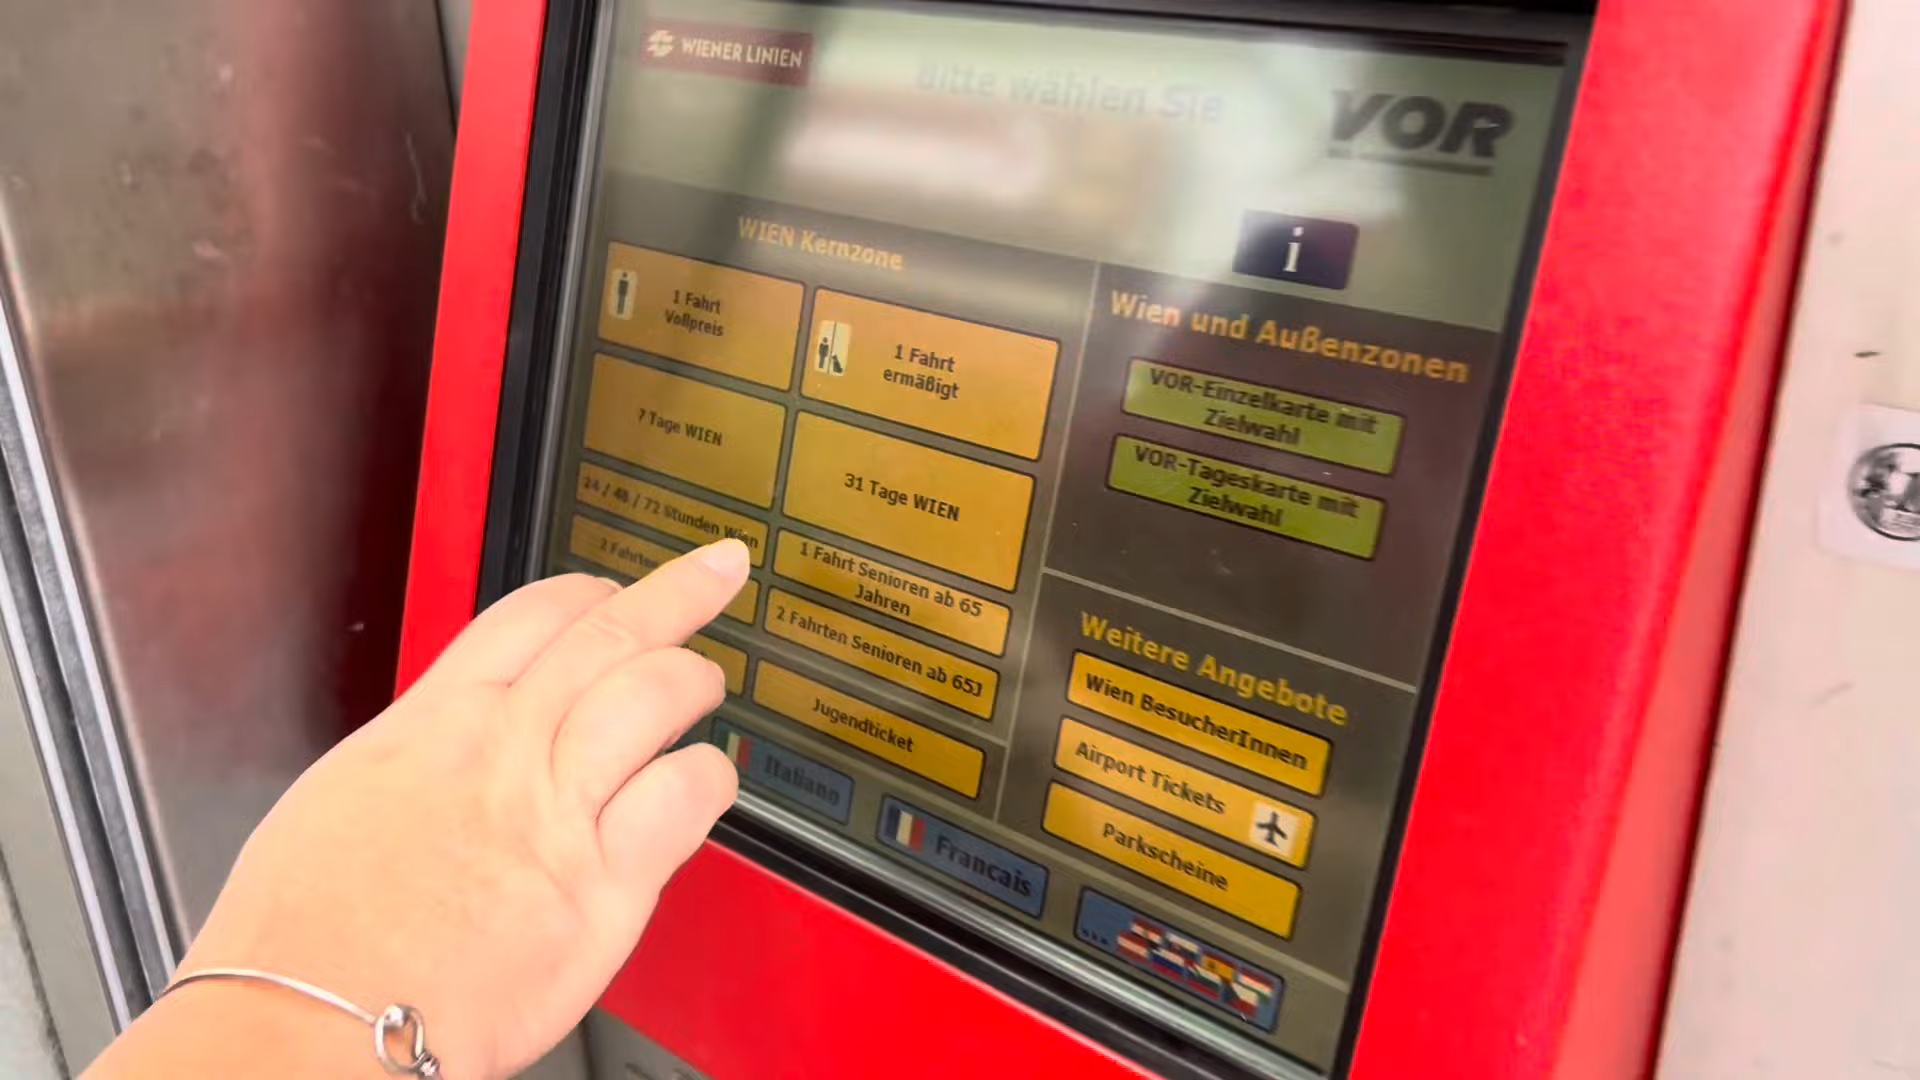 WIENER LINIEN
Bitte wählen Sie
VOR
i
WIEN Kernzone
1 Fahrt
Vollpreis
1 Fahrt
ermäßigt
7 Tage WIEN
31 Tage WIEN
24 / 48 / 72 Stunden Wien
1 Fahrt Senioren ab 65
Jahren
2 Fahrten
2 Fahrten Senioren ab 65J
Jugendticket
Wien und Außenzonen
VOR-Einzelkarte mit
Zielwahl
VOR-Tageskarte mit
Zielwahl
Weitere Angebote
Wien BesucherInnen
Airport Tickets
Parkscheine
Italiano
Francais
...